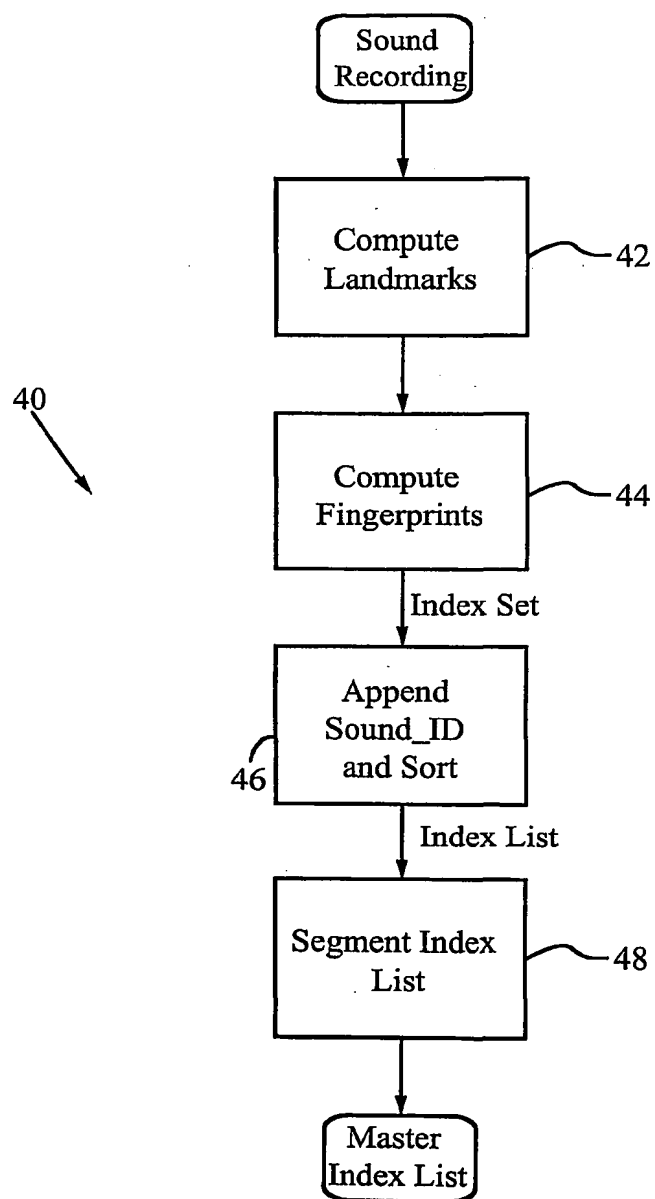 Sound
Recording
Compute
Landmarks
42
40
Compute
Fingerprints
44
Index Set
Append
Sound_ID
and Sort
46
Index List
Segment Index
List
48
Master
Index List